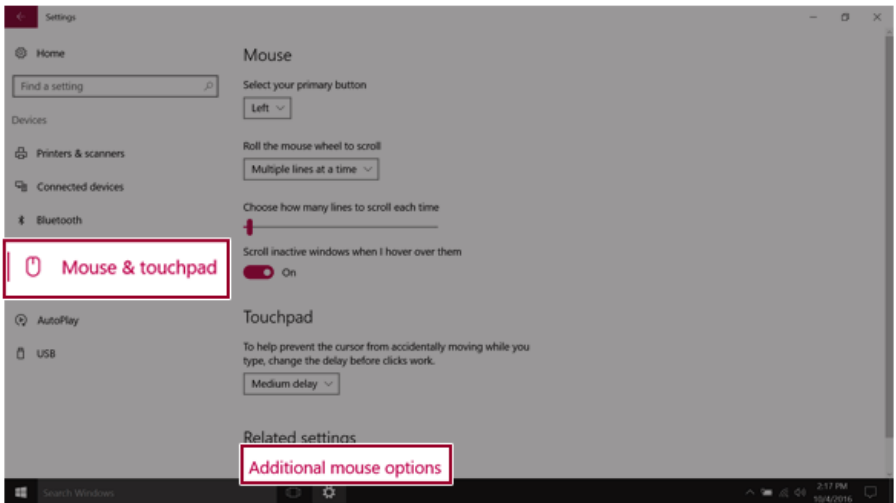 Settings
Home
Find a setting
Devices
Printers & scanners
Connected devices
Bluetooth
Mouse & touchpad
AutoPlay
USB
Mouse
Select your primary button
Left
Roll the mouse wheel to scroll
Multiple lines at a time
Choose how many lines to scroll each time
Scroll inactive windows when I hover over them
On
Touchpad
To help prevent the cursor from accidentally moving while you
type, change the delay before clicks work.
Medium delay
Related settings
Additional mouse options
Search Windows
2:17 PM
10/4/2016